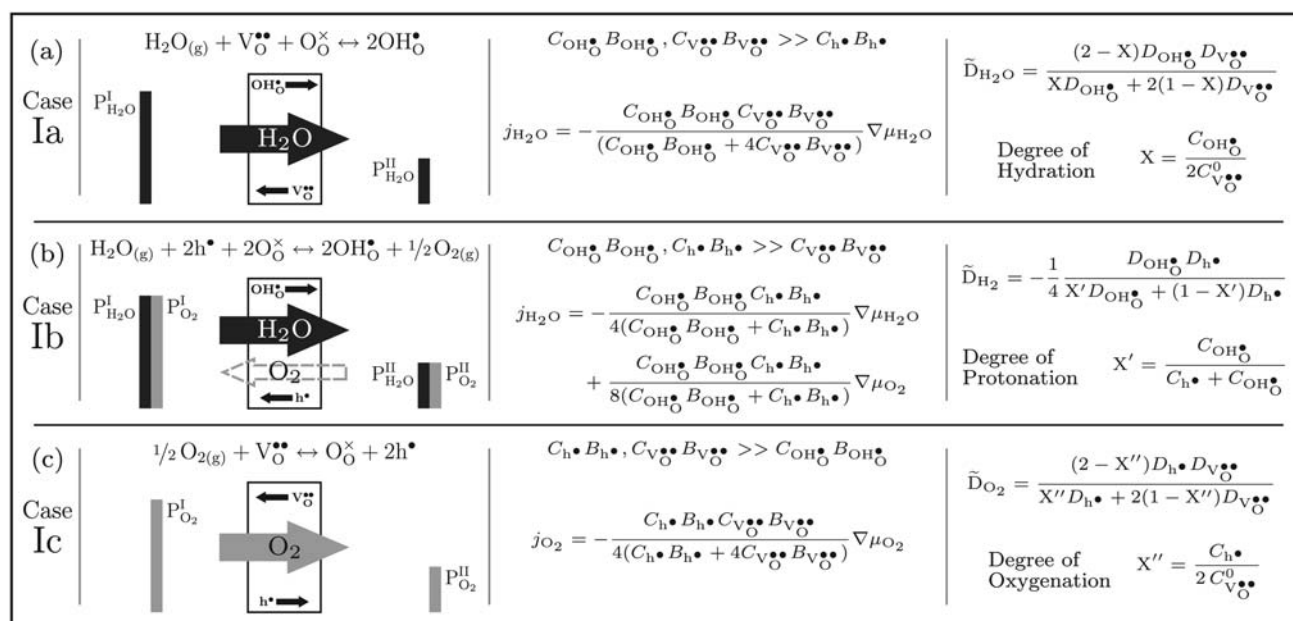 (a)
H₂O₍g₎ + V_O^•• + O_O^× ↔ 2OH_O^•
Case
Ia
P^I_H₂O
OH_O^•
H₂O
V_O^••
P^II_H₂O
C_OH_O^• B_OH_O^•, C_V_O^•• B_V_O^•• >> C_h^• B_h^•
j_H₂O = − (C_OH_O^• B_OH_O^• C_V_O^•• B_V_O^••) / (C_OH_O^• B_OH_O^• + 4C_V_O^•• B_V_O^••) ∇μ_H₂O
D̃_H₂O = (2 − X)D_OH_O^• D_V_O^•• / (XD_OH_O^• + 2(1 − X)D_V_O^••)
Degree of
Hydration X = C_OH_O^• / 2C^0_V_O^••
(b)
H₂O₍g₎ + 2h^• + 2O_O^× ↔ 2OH_O^• + 1/2 O₂₍g₎
Case
Ib
P^I_H₂O
P^I_O₂
OH_O^•
H₂O
O₂
h^•
P^II_H₂O
P^II_O₂
C_OH_O^• B_OH_O^•, C_h^• B_h^• >> C_V_O^•• B_V_O^••
j_H₂O = − (C_OH_O^• B_OH_O^• C_h^• B_h^•) / 4(C_OH_O^• B_OH_O^• + C_h^• B_h^•) ∇μ_H₂O
+ (C_OH_O^• B_OH_O^• C_h^• B_h^•) / 8(C_OH_O^• B_OH_O^• + C_h^• B_h^•) ∇μ_O₂
D̃_H₂ = − 1/4 D_OH_O^• D_h^• / (X′D_OH_O^• + (1 − X′)D_h^•)
Degree of
Protonation X′ = C_OH_O^• / (C_h^• + C_OH_O^•)
(c)
1/2 O₂₍g₎ + V_O^•• ↔ O_O^× + 2h^•
Case
Ic
P^I_O₂
V_O^••
O₂
h^•
P^II_O₂
C_h^• B_h^•, C_V_O^•• B_V_O^•• >> C_OH_O^• B_OH_O^•
j_O₂ = − (C_h^• B_h^• C_V_O^•• B_V_O^••) / 4(C_h^• B_h^• + 4C_V_O^•• B_V_O^••) ∇μ_O₂
D̃_O₂ = (2 − X″)D_h^• D_V_O^•• / (X″D_h^• + 2(1 − X″)D_V_O^••)
Degree of
Oxygenation X″ = C_h^• / 2 C^0_V_O^••